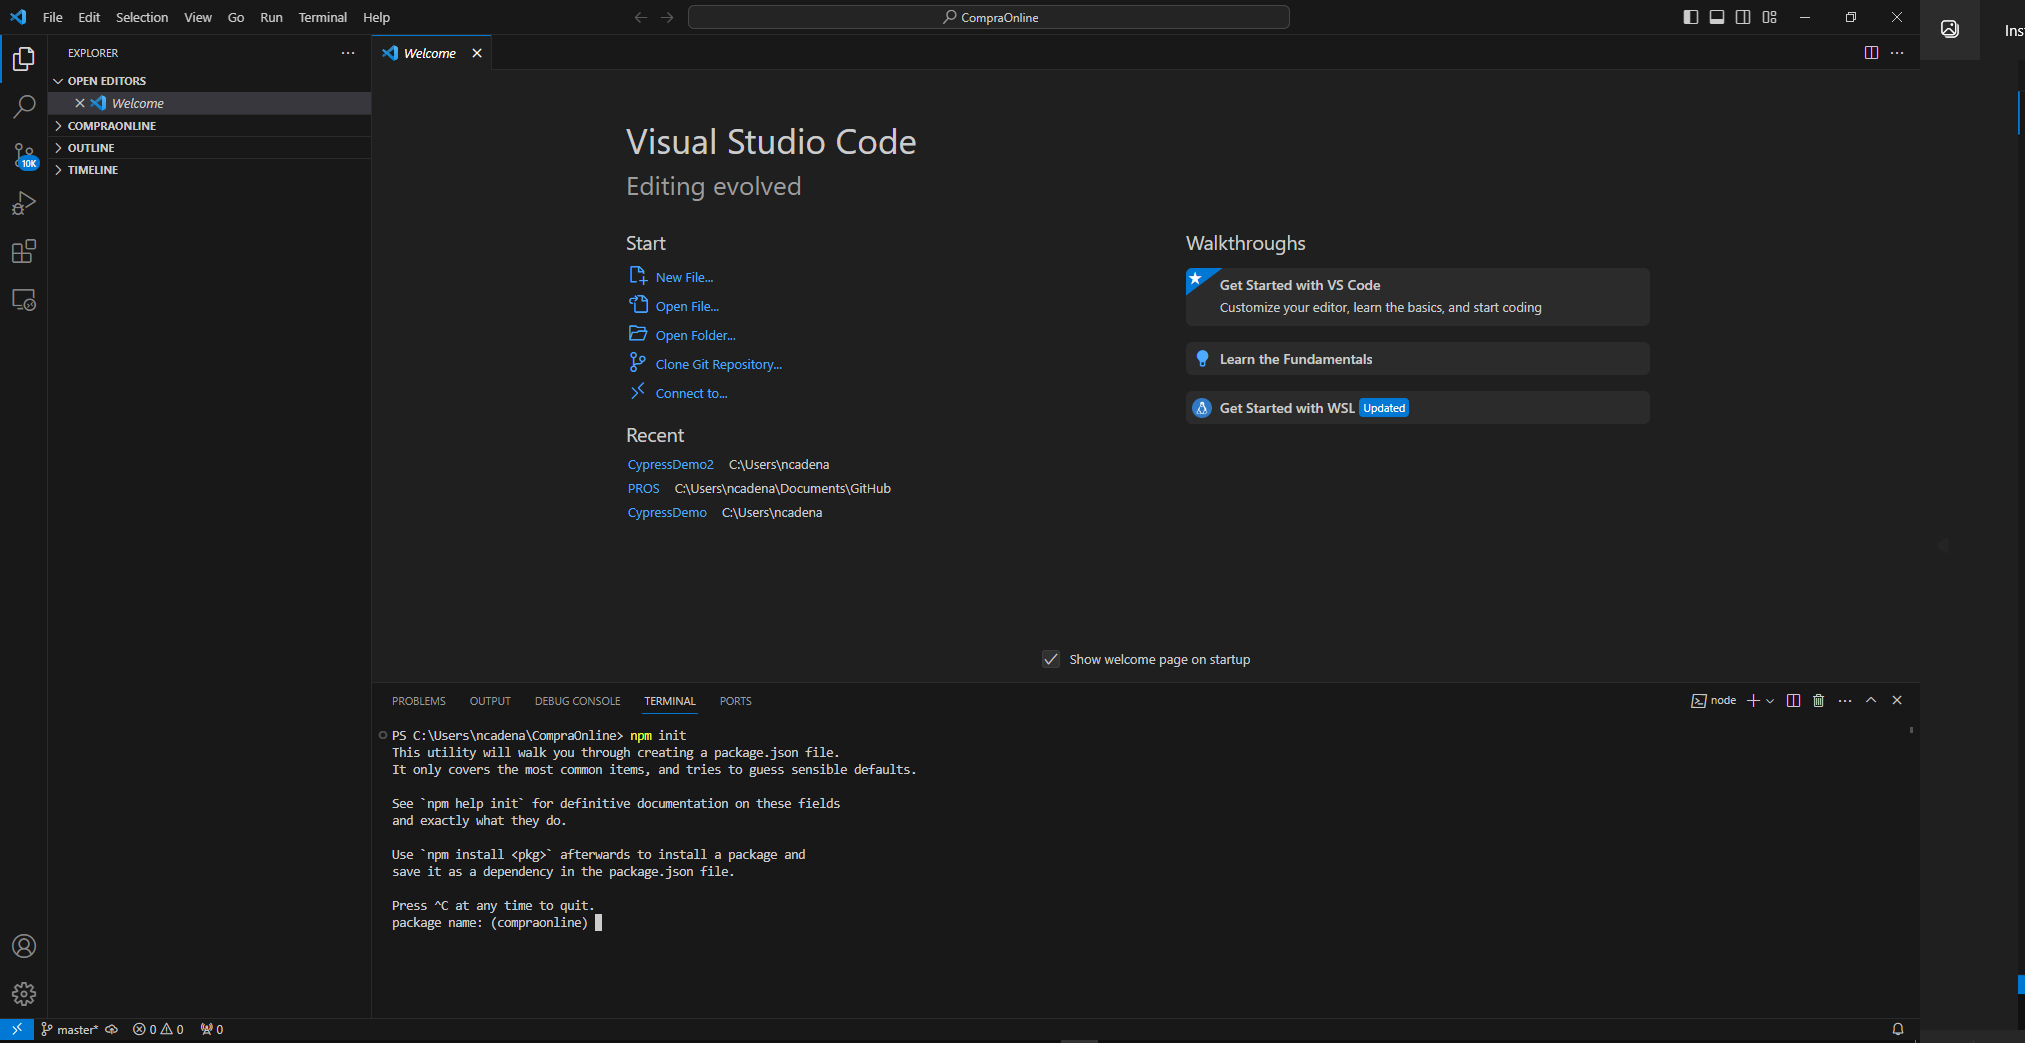 File Edit Selection View Go Run Terminal Help
CompraOnline
EXPLORER
Welcome
Ins
OPEN EDITORS
Welcome
COMPRAONLINE
OUTLINE
TIMELINE
10K
Visual Studio Code
Editing evolved
Start
New File...
Open File...
Open Folder...
Clone Git Repository...
Connect to...
Recent
CypressDemo2 C:\Users\ncadena
PROS C:\Users\ncadena\Documents\GitHub
CypressDemo C:\Users\ncadena
Walkthroughs
Get Started with VS Code
Customize your editor, learn the basics, and start coding
Learn the Fundamentals
Get Started with WSL Updated
Show welcome page on startup
PROBLEMS OUTPUT DEBUG CONSOLE TERMINAL PORTS
node
PS C:\Users\ncadena\CompraOnline> npm init
This utility will walk you through creating a package.json file.
It only covers the most common items, and tries to guess sensible defaults.
See `npm help init` for definitive documentation on these fields
and exactly what they do.
Use `npm install <pkg>` afterwards to install a package and
save it as a dependency in the package.json file.
Press ^C at any time to quit.
package name: (compraonline)
master* 0 0 0